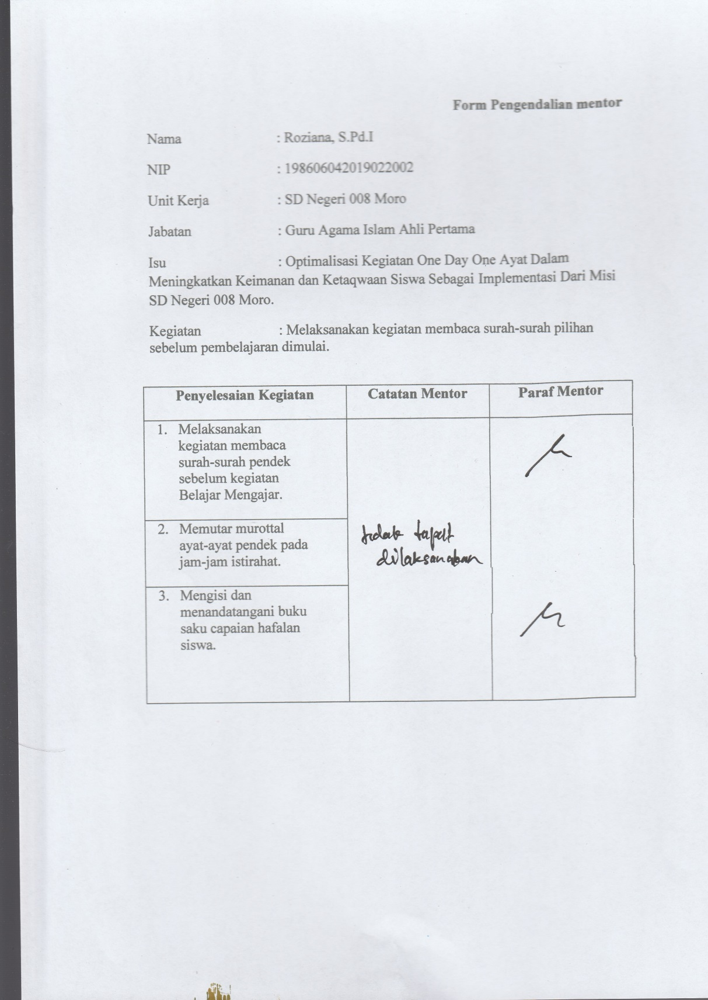 Form Pengendalian mentor
Nama : Roziana, S.Pd.I
NIP : 198606042019022002
Unit Kerja : SD Negeri 008 Moro
Jabatan : Guru Agama Islam Ahli Pertama
Isu : Optimalisasi Kegiatan One Day One Ayat Dalam
Meningkatkan Keimanan dan Ketaqwaan Siswa Sebagai Implementasi Dari Misi
SD Negeri 008 Moro.
Kegiatan : Melaksanakan kegiatan membaca surah-surah pilihan
sebelum pembelajaran dimulai.
Penyelesaian Kegiatan Catatan Mentor Paraf Mentor
1. Melaksanakan
kegiatan membaca
surah-surah pendek
sebelum kegiatan
Belajar Mengajar.
2. Memutar murottal
ayat-ayat pendek pada
jam-jam istirahat.
tidak dilaksanakan
3. Mengisi dan
menandatangani buku
saku capaian hafalan
siswa.